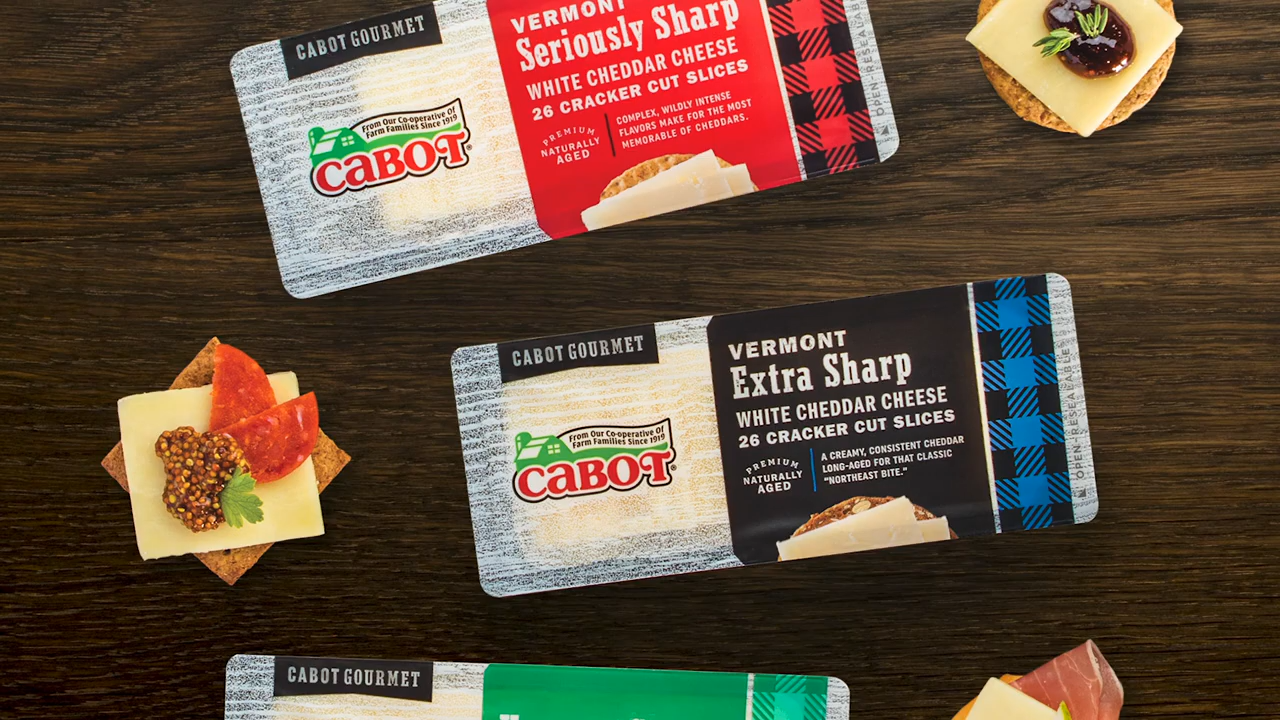 CABOT GOURMET
From Our Co-operative of
Farm Families Since 1919
CABOT®
VERMONT
Seriously Sharp
WHITE CHEDDAR CHEESE
26 CRACKER CUT SLICES
PREMIUM
NATURALLY
AGED
COMPLEX, WILDLY INTENSE
FLAVORS MAKE FOR THE MOST
MEMORABLE OF CHEDDARS.
OPEN·RESEALABLE
CABOT GOURMET
From Our Co-operative of
Farm Families Since 1919
CABOT®
VERMONT
Extra Sharp
WHITE CHEDDAR CHEESE
26 CRACKER CUT SLICES
PREMIUM
NATURALLY
AGED
A CREAMY, CONSISTENT CHEDDAR
LONG-AGED FOR THAT CLASSIC
"NORTHEAST BITE."
OPEN·RESEALABLE
CABOT GOURMET